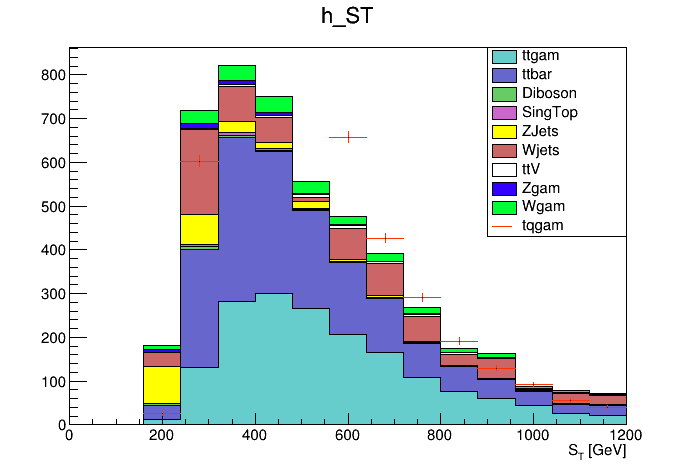 h_ST
800
700
600
500
400
300
200
100
0
0
200
400
600
800
1000
1200
S_T [GeV]
ttgam
ttbar
Diboson
SingTop
ZJets
Wjets
ttV
Zgam
Wgam
tqgam